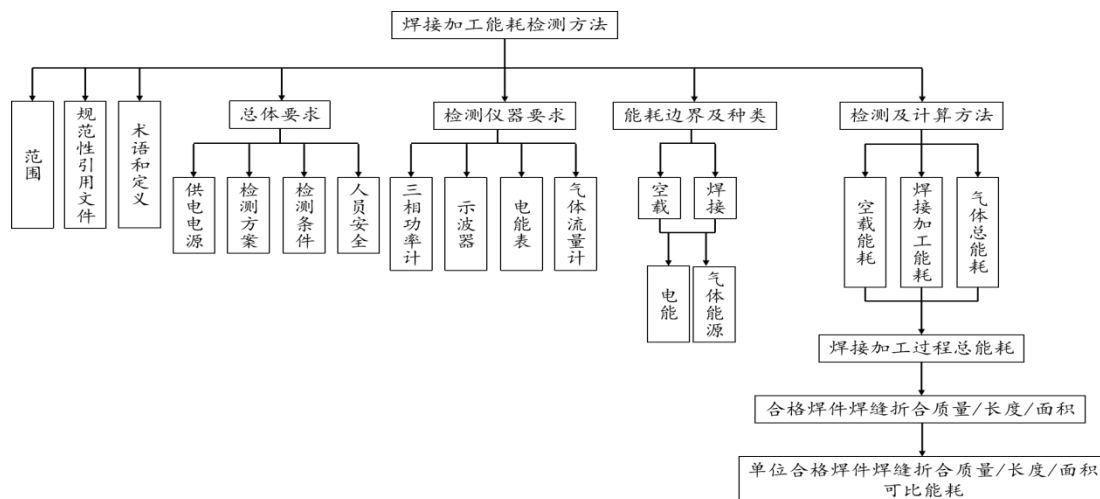 焊接加工能耗检测方法
范围
规范性引用文件
术语和定义
总体要求
检测仪器要求
能耗边界及种类
检测及计算方法
供电电源
检测方案
检测条件
人员安全
三相功率计
示波器
电能表
气体流量计
空载
焊接
电能
气体能源
空载能耗
焊接加工能耗
气体总能耗
焊接加工过程总能耗
合格焊件焊缝折合质量/长度/面积
单位合格焊件焊缝折合质量/长度/面积
可比能耗